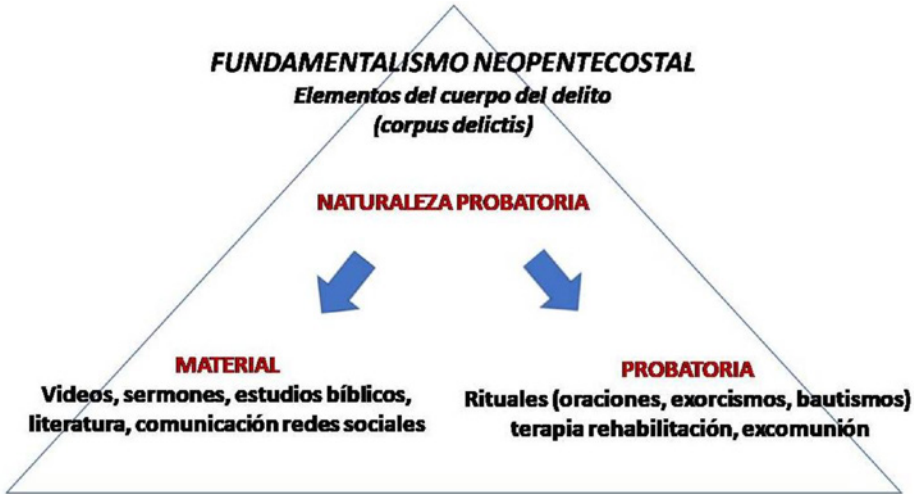 FUNDAMENTALISMO NEOPENTECOSTAL
Elementos del cuerpo del delito
(corpus delictis)
NATURALEZA PROBATORIA
MATERIAL
Videos, sermones, estudios bíblicos,
literatura, comunicación redes sociales
PROBATORIA
Rituales (oraciones, exorcismos, bautismos)
terapia rehabilitación, excomunión